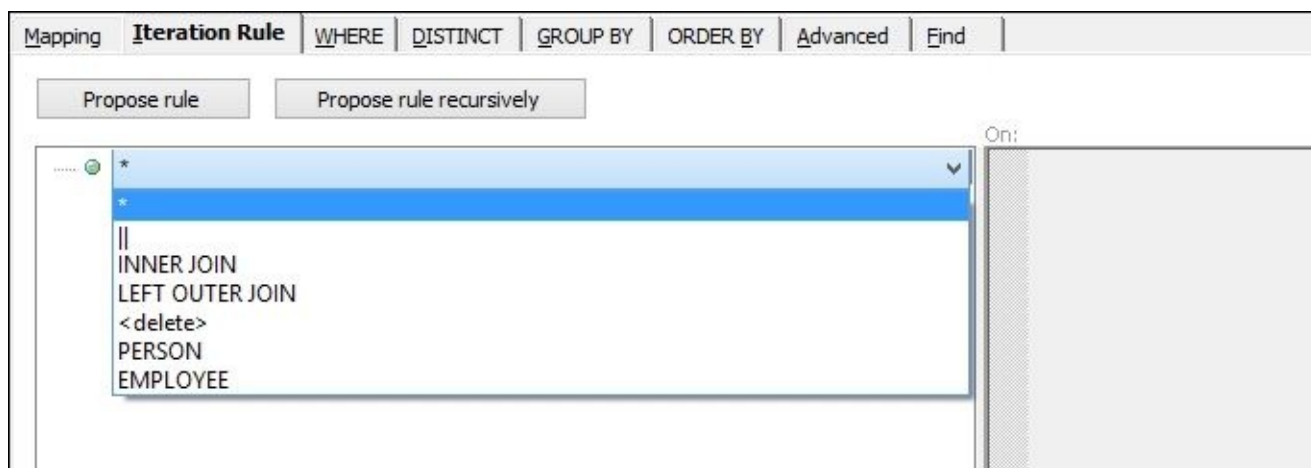 Mapping Iteration Rule WHERE DISTINCT GROUP BY ORDER BY Advanced Find
Propose rule Propose rule recursively
On:
*
*
||
INNER JOIN
LEFT OUTER JOIN
<delete>
PERSON
EMPLOYEE